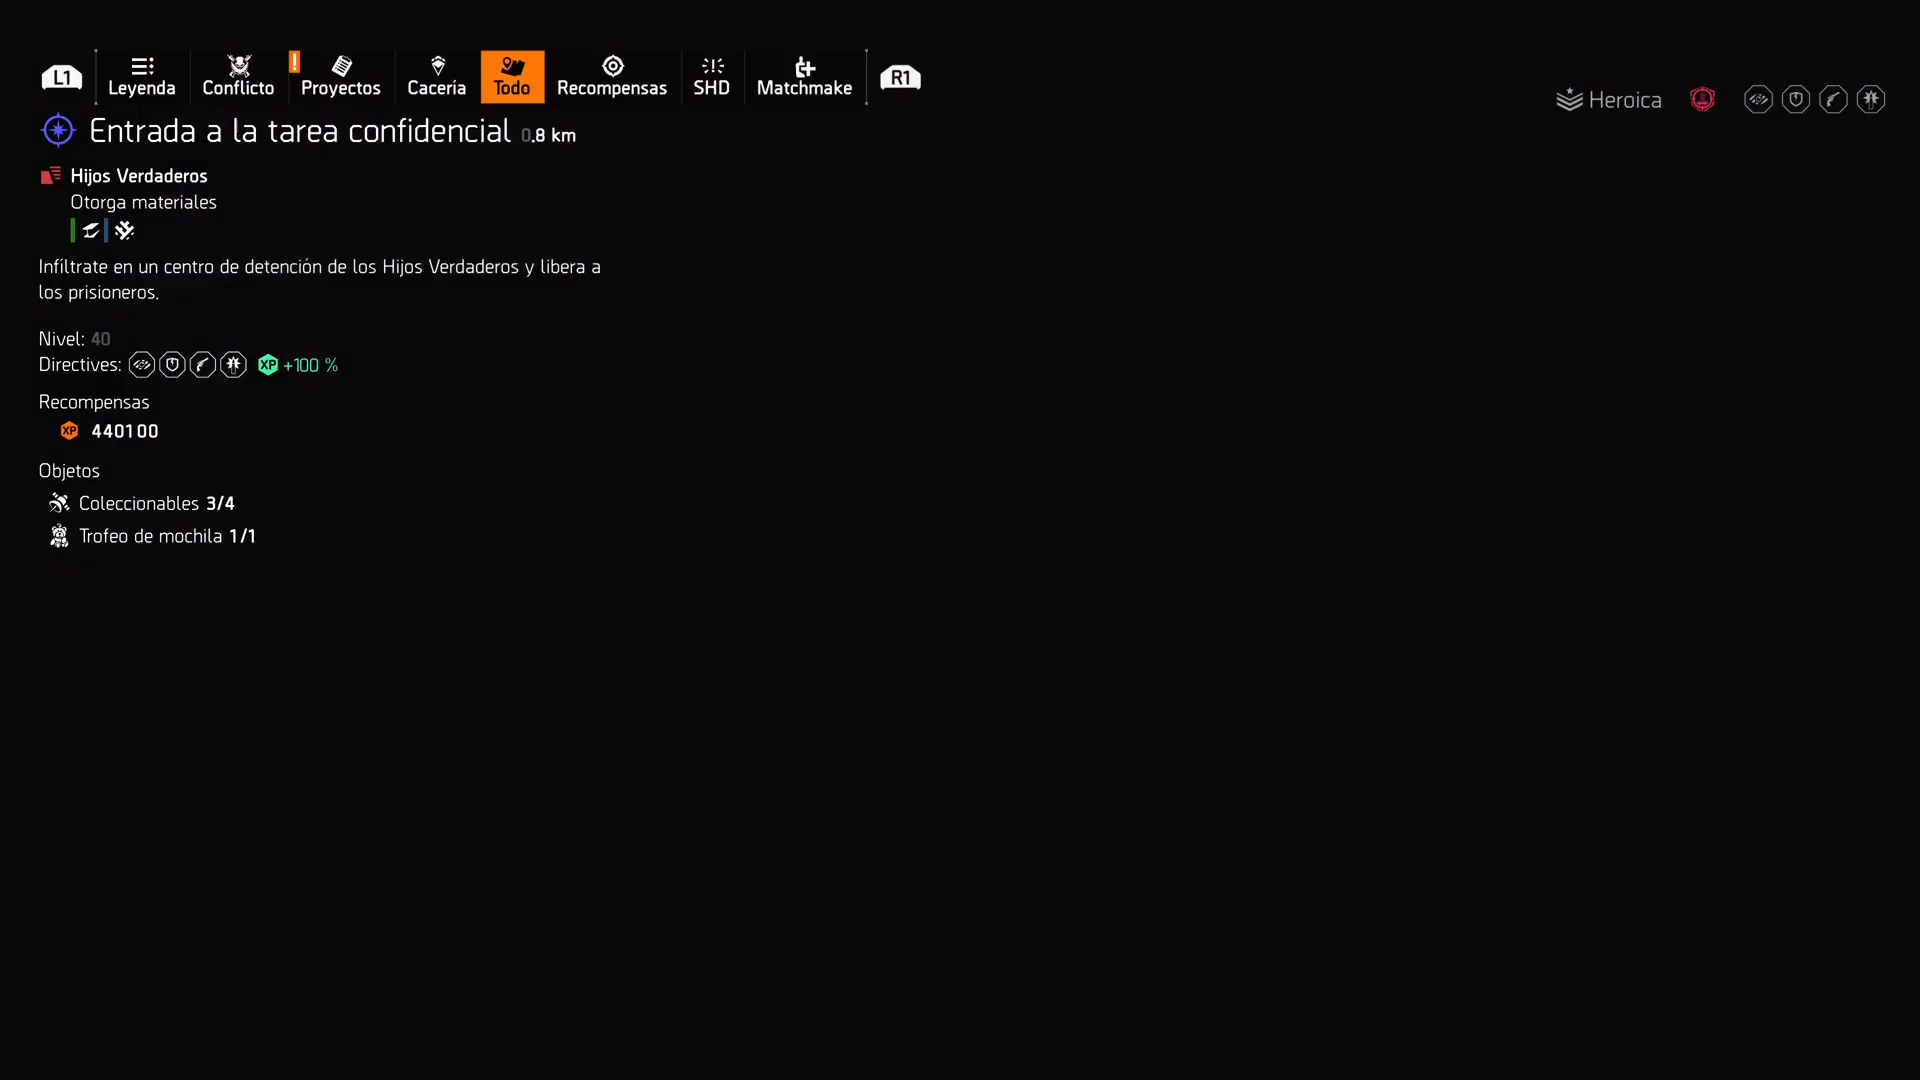 L1 Leyenda Conflicto ! Proyectos Cacería Todo Recompensas SHD Matchmake R1
Heroica
Entrada a la tarea confidencial 0.8 km
Hijos Verdaderos
Otorga materiales
Infíltrate en un centro de detención de los Hijos Verdaderos y libera a
los prisioneros.
Nivel: 40
Directives: XP +100 %
Recompensas
XP 440100
Objetos
Coleccionables 3/4
Trofeo de mochila 1/1